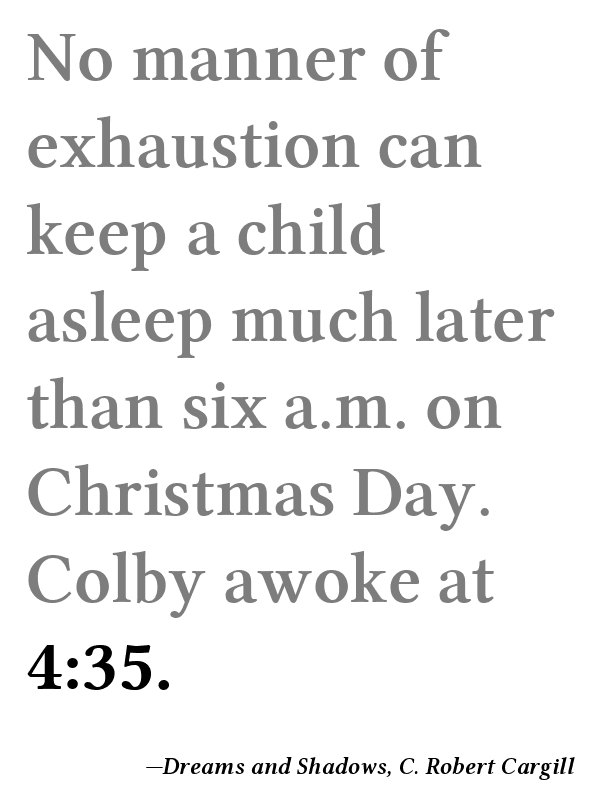 No manner of
exhaustion can
keep a child
asleep much later
than six a.m. on
Christmas Day.
Colby awoke at
4:35.
—Dreams and Shadows, C. Robert Cargill